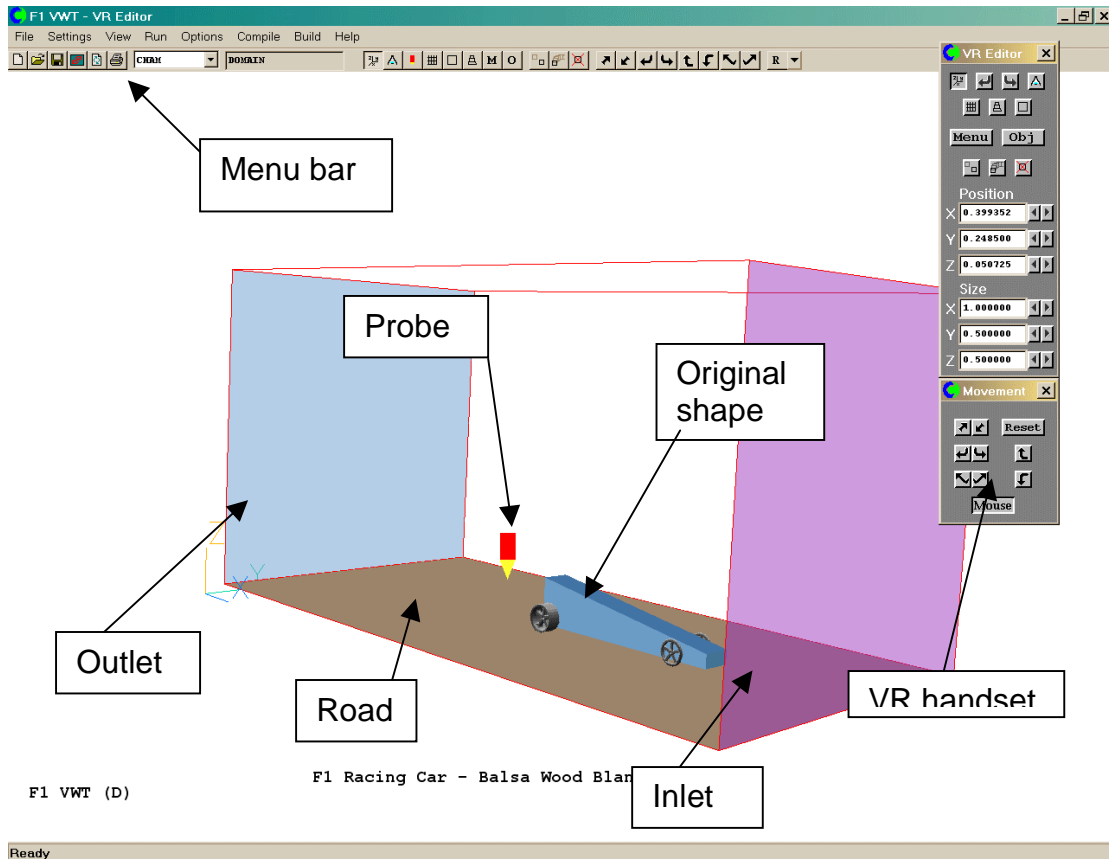 F1 VWT - VR Editor
File Settings View Run Options Compile Build Help
CHAM DOMAIN M O R
VR Editor
Menu Obj
Position
X 0.399352
Y 0.248500
Z 0.050725
Size
X 1.000000
Y 0.500000
Z 0.500000
Movement
Reset
Mouse
Menu bar
Probe
Original
shape
Z
Y
X
Outlet
Road
Inlet
VR handset
F1 Racing Car - Balsa Wood Blan
F1 VWT (D)
Ready